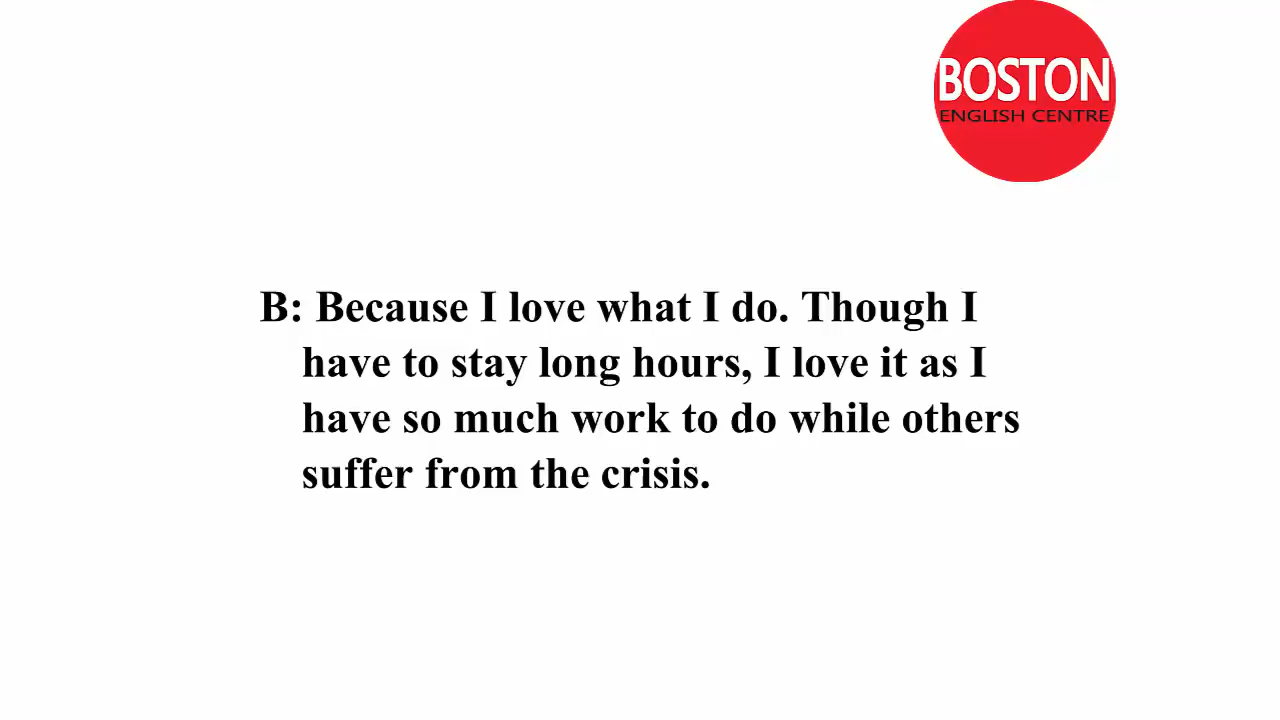 BOSTON
ENGLISH CENTRE
B: Because I love what I do. Though I
have to stay long hours, I love it as I
have so much work to do while others
suffer from the crisis.